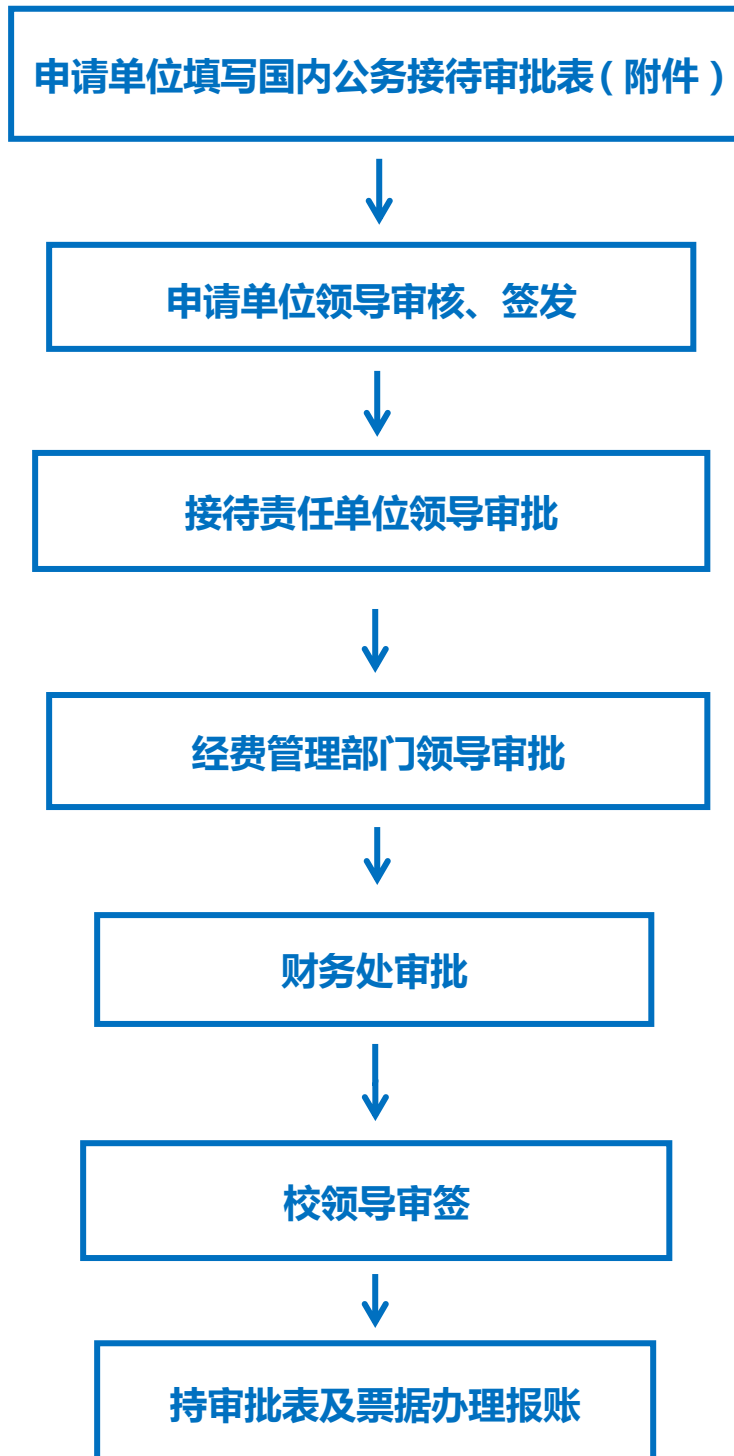 申请单位填写国内公务接待审批表（附件）
申请单位领导审核、签发
接待责任单位领导审批
经费管理部门领导审批
财务处审批
校领导审签
持审批表及票据办理报账